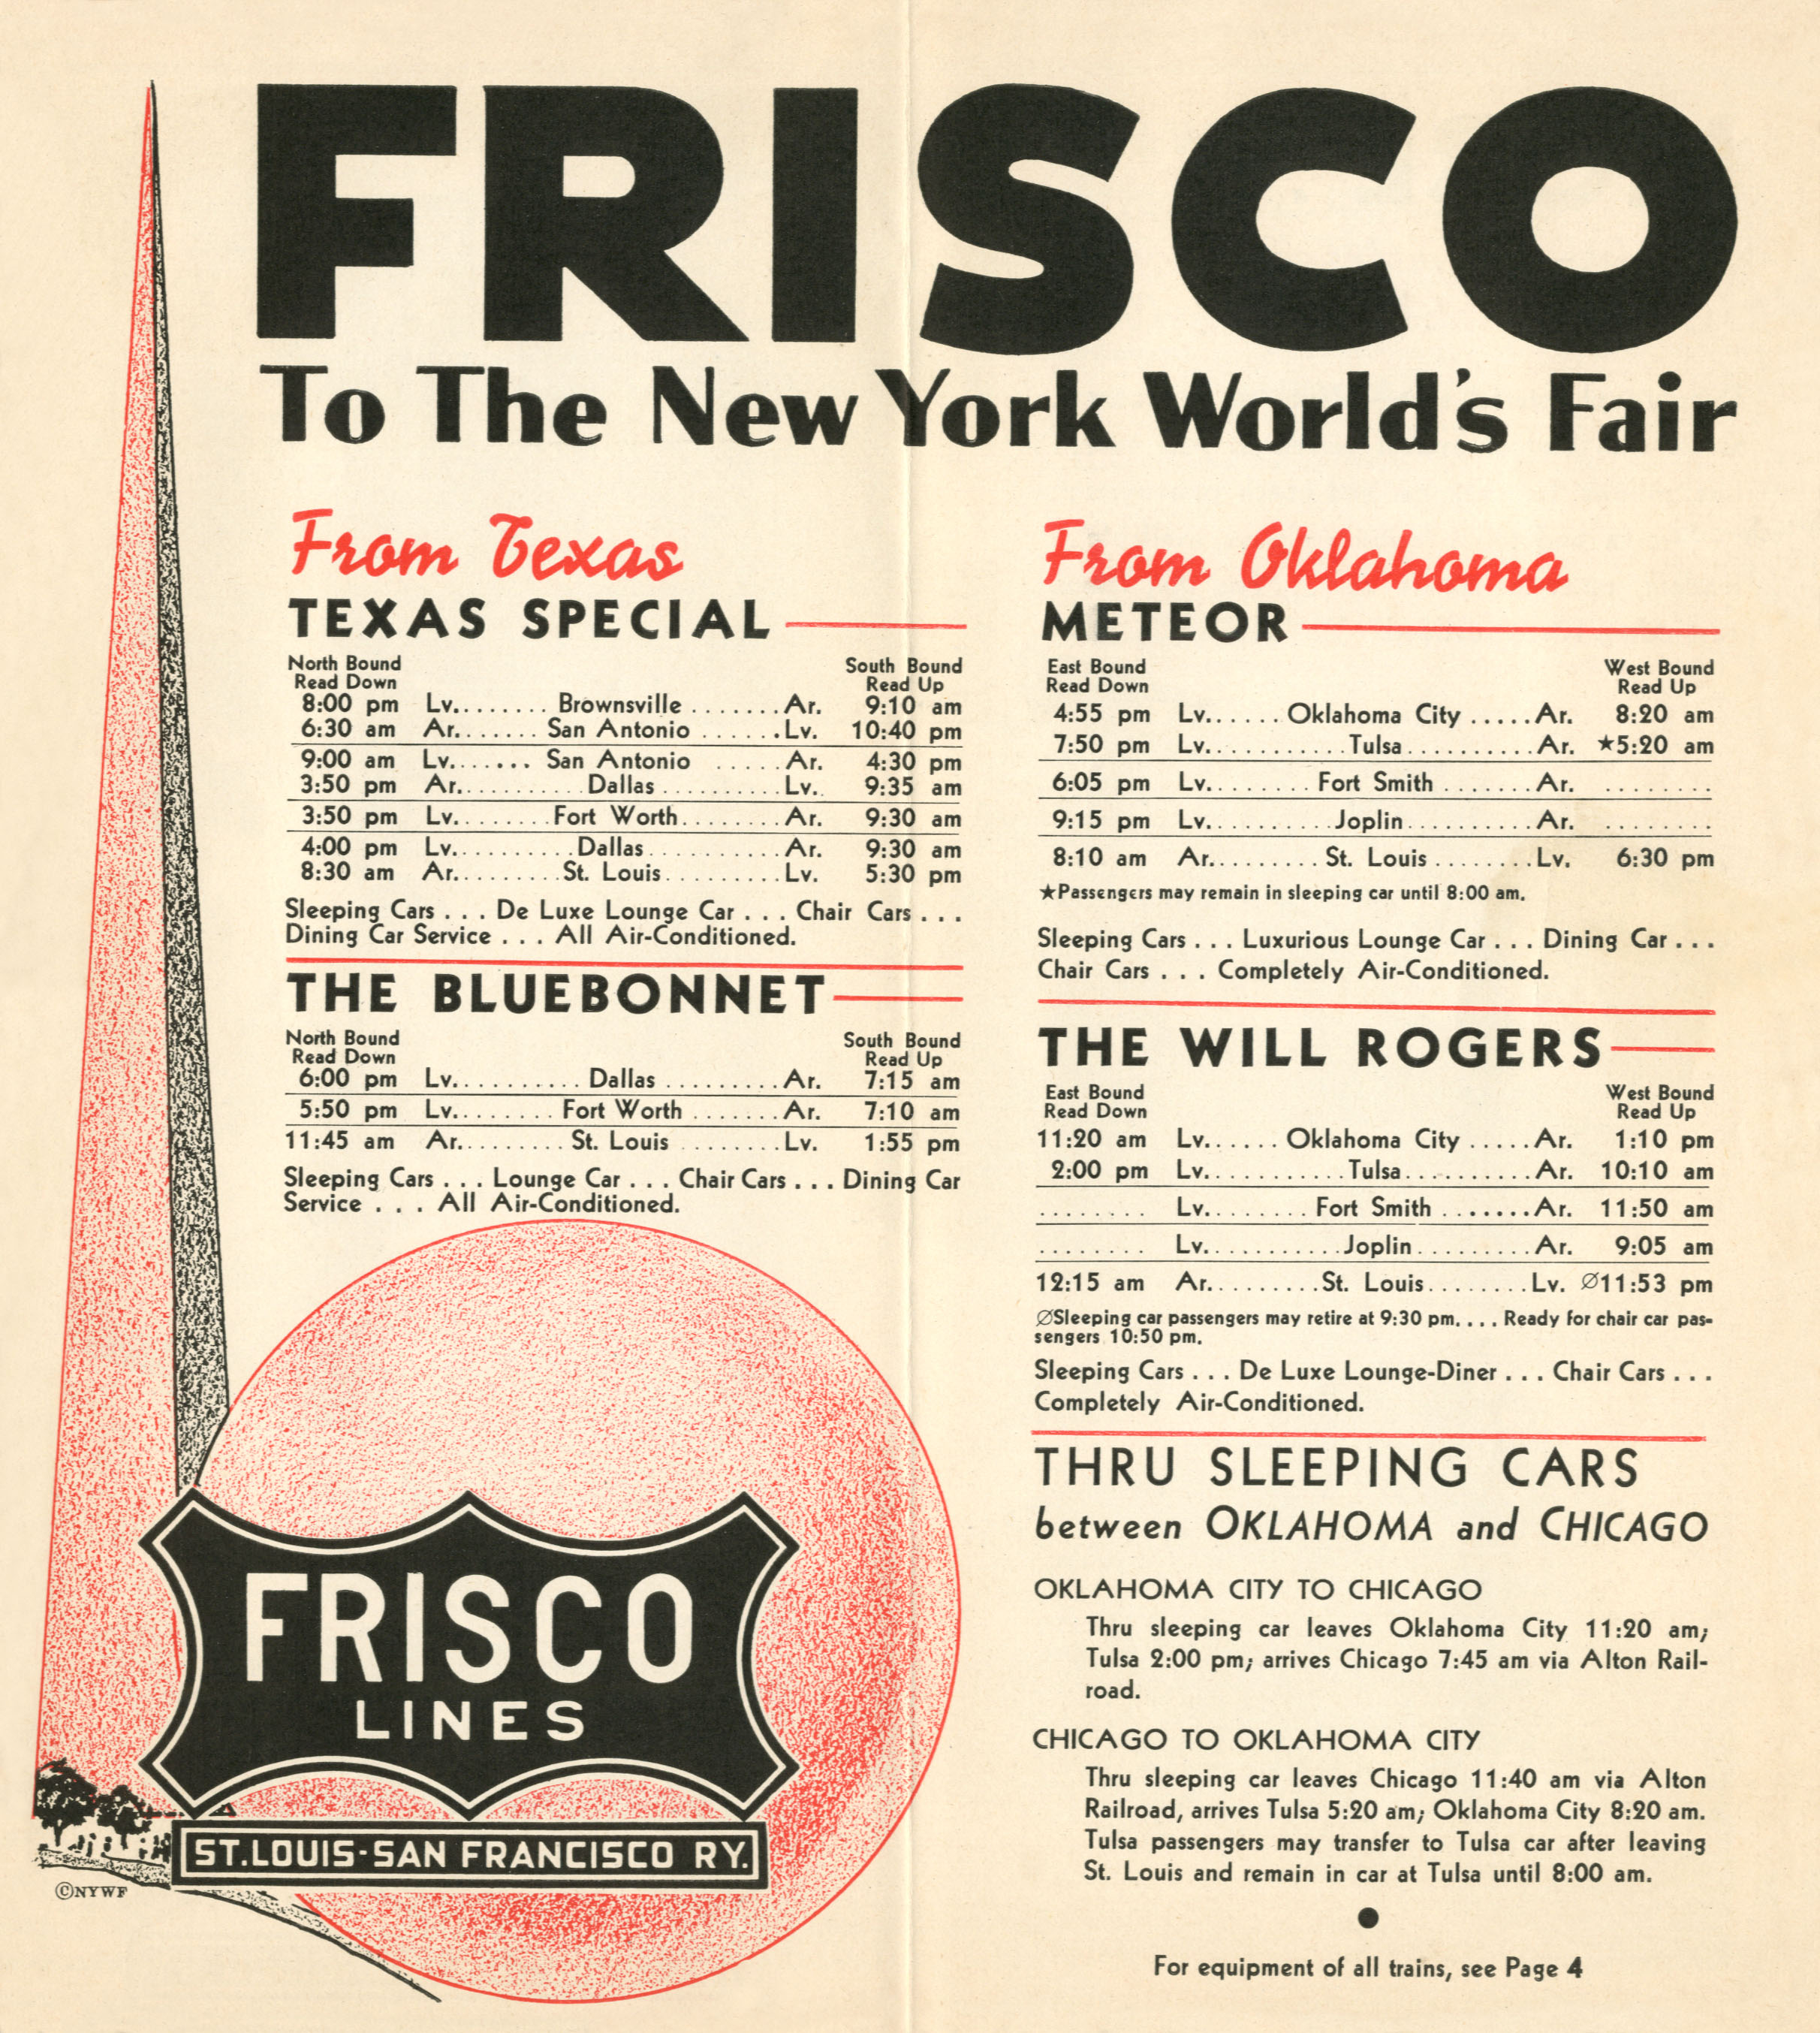 FRISCO
To The New York World's Fair
From Texas
TEXAS SPECIAL
North Bound South Bound
Read Down Read Up
8:00 pm Lv........ Brownsville .......Ar. 9:10 am
6:30 am Ar....... San Antonio .......Lv. 10:40 pm
9:00 am Lv....... San Antonio .....Ar. 4:30 pm
3:50 pm Ar...........Dallas..........Lv. 9:35 am
3:50 pm Lv........Fort Worth........Ar. 9:30 am
4:00 pm Lv..........Dallas...........Ar. 9:30 am
8:30 am Ar.........St. Louis.........Lv. 5:30 pm
Sleeping Cars . . . De Luxe Lounge Car . . . Chair Cars . . .
Dining Car Service . . . All Air-Conditioned.
THE BLUEBONNET
North Bound South Bound
Read Down Read Up
6:00 pm Lv........... Dallas .........Ar. 7:15 am
5:50 pm Lv........ Fort Worth .......Ar. 7:10 am
11:45 am Ar......... St. Louis ........Lv. 1:55 pm
Sleeping Cars . . . Lounge Car . . . Chair Cars . . . Dining Car
Service . . . All Air-Conditioned.
FRISCO
LINES
ST.LOUIS-SAN FRANCISCO RY.
©NYWF
From Oklahoma
METEOR
East Bound West Bound
Read Down Read Up
4:55 pm Lv...... Oklahoma City .....Ar. 8:20 am
7:50 pm Lv...........Tulsa..........Ar. ★5:20 am
6:05 pm Lv........ Fort Smith .......Ar. ........
9:15 pm Lv..........Joplin..........Ar. ........
8:10 am Ar......... St. Louis ........Lv. 6:30 pm
★Passengers may remain in sleeping car until 8:00 am.
Sleeping Cars . . . Luxurious Lounge Car . . . Dining Car . . .
Chair Cars . . . Completely Air-Conditioned.
THE WILL ROGERS
East Bound West Bound
Read Down Read Up
11:20 am Lv...... Oklahoma City .....Ar. 1:10 pm
2:00 pm Lv...........Tulsa..........Ar. 10:10 am
........ Lv........ Fort Smith ........Ar. 11:50 am
........ Lv...........Joplin.........Ar. 9:05 am
12:15 am Ar.........St. Louis.........Lv. ∅11:53 pm
∅Sleeping car passengers may retire at 9:30 pm. . . . Ready for chair car pas-
sengers 10:50 pm.
Sleeping Cars . . . De Luxe Lounge-Diner . . . Chair Cars . . .
Completely Air-Conditioned.
THRU SLEEPING CARS
between OKLAHOMA and CHICAGO
OKLAHOMA CITY TO CHICAGO
Thru sleeping car leaves Oklahoma City 11:20 am;
Tulsa 2:00 pm; arrives Chicago 7:45 am via Alton Rail-
road.
CHICAGO TO OKLAHOMA CITY
Thru sleeping car leaves Chicago 11:40 am via Alton
Railroad, arrives Tulsa 5:20 am; Oklahoma City 8:20 am.
Tulsa passengers may transfer to Tulsa car after leaving
St. Louis and remain in car at Tulsa until 8:00 am.
For equipment of all trains, see Page 4